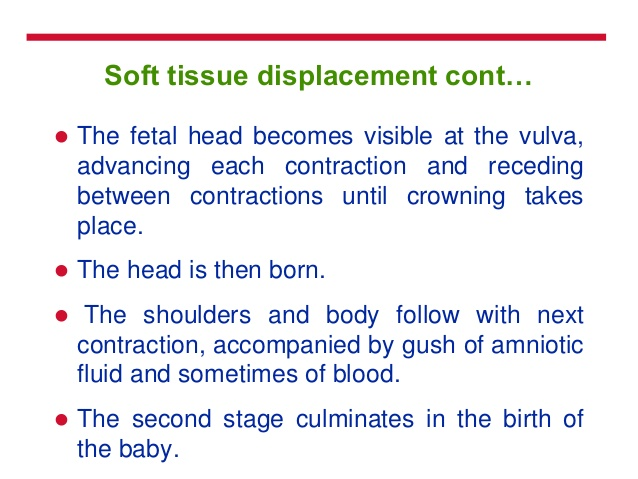 Soft tissue displacement cont…
● The fetal head becomes visible at the vulva,
advancing each contraction and receding
between contractions until crowning takes
place.
● The head is then born.
● The shoulders and body follow with next
contraction, accompanied by gush of amniotic
fluid and sometimes of blood.
● The second stage culminates in the birth of
the baby.